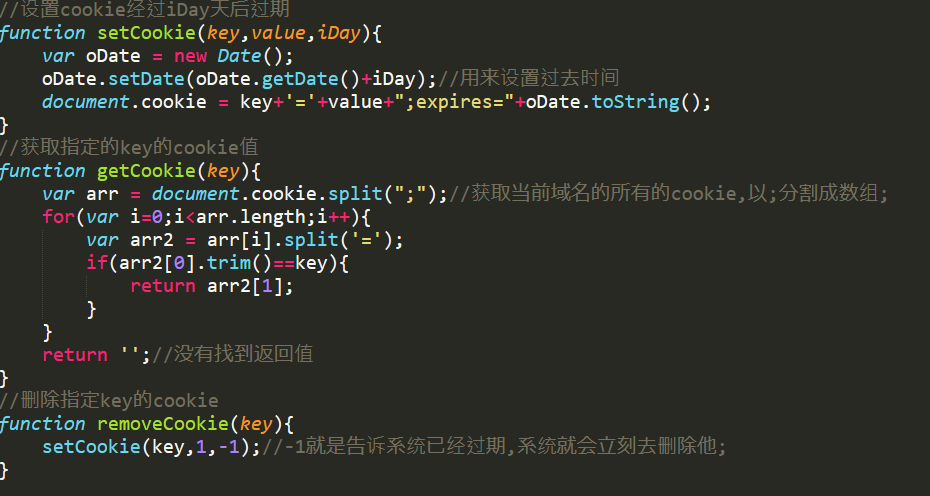 //设置cookie经过iDay天后过期
function setCookie(key,value,iDay){
    var oDate = new Date();
    oDate.setDate(oDate.getDate()+iDay);//用来设置过去时间
    document.cookie = key+'='+value+";expires="+oDate.toString();
}
//获取指定的key的cookie值
function getCookie(key){
    var arr = document.cookie.split(";");//获取当前域名的所有的cookie,以;分割成数组;
    for(var i=0;i<arr.length;i++){
        var arr2 = arr[i].split('=');
        if(arr2[0].trim()==key){
            return arr2[1];
        }
    }
    return '';//没有找到返回值
}
//删除指定key的cookie
function removeCookie(key){
    setCookie(key,1,-1);//-1就是告诉系统已经过期,系统就会立刻去删除他;
}